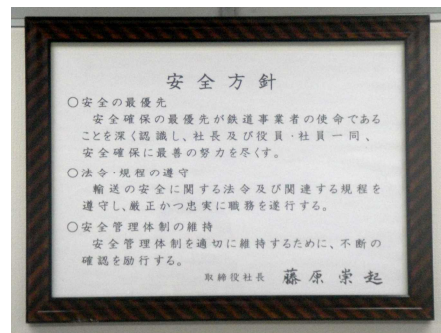 安全方針
○安全の最優先
安全確保の最優先が鉄道事業者の使命である
ことを深く認識し、社長及び役員・社員一同、
安全確保に最善の努力を尽くす。
○法令・規程の遵守
輸送の安全に関する法令及び関連する規程を
遵守し、厳正かつ忠実に職務を遂行する。
○安全管理体制の維持
安全管理体制を適切に維持するために、不断の
確認を励行する。
取締役社長 藤原崇起